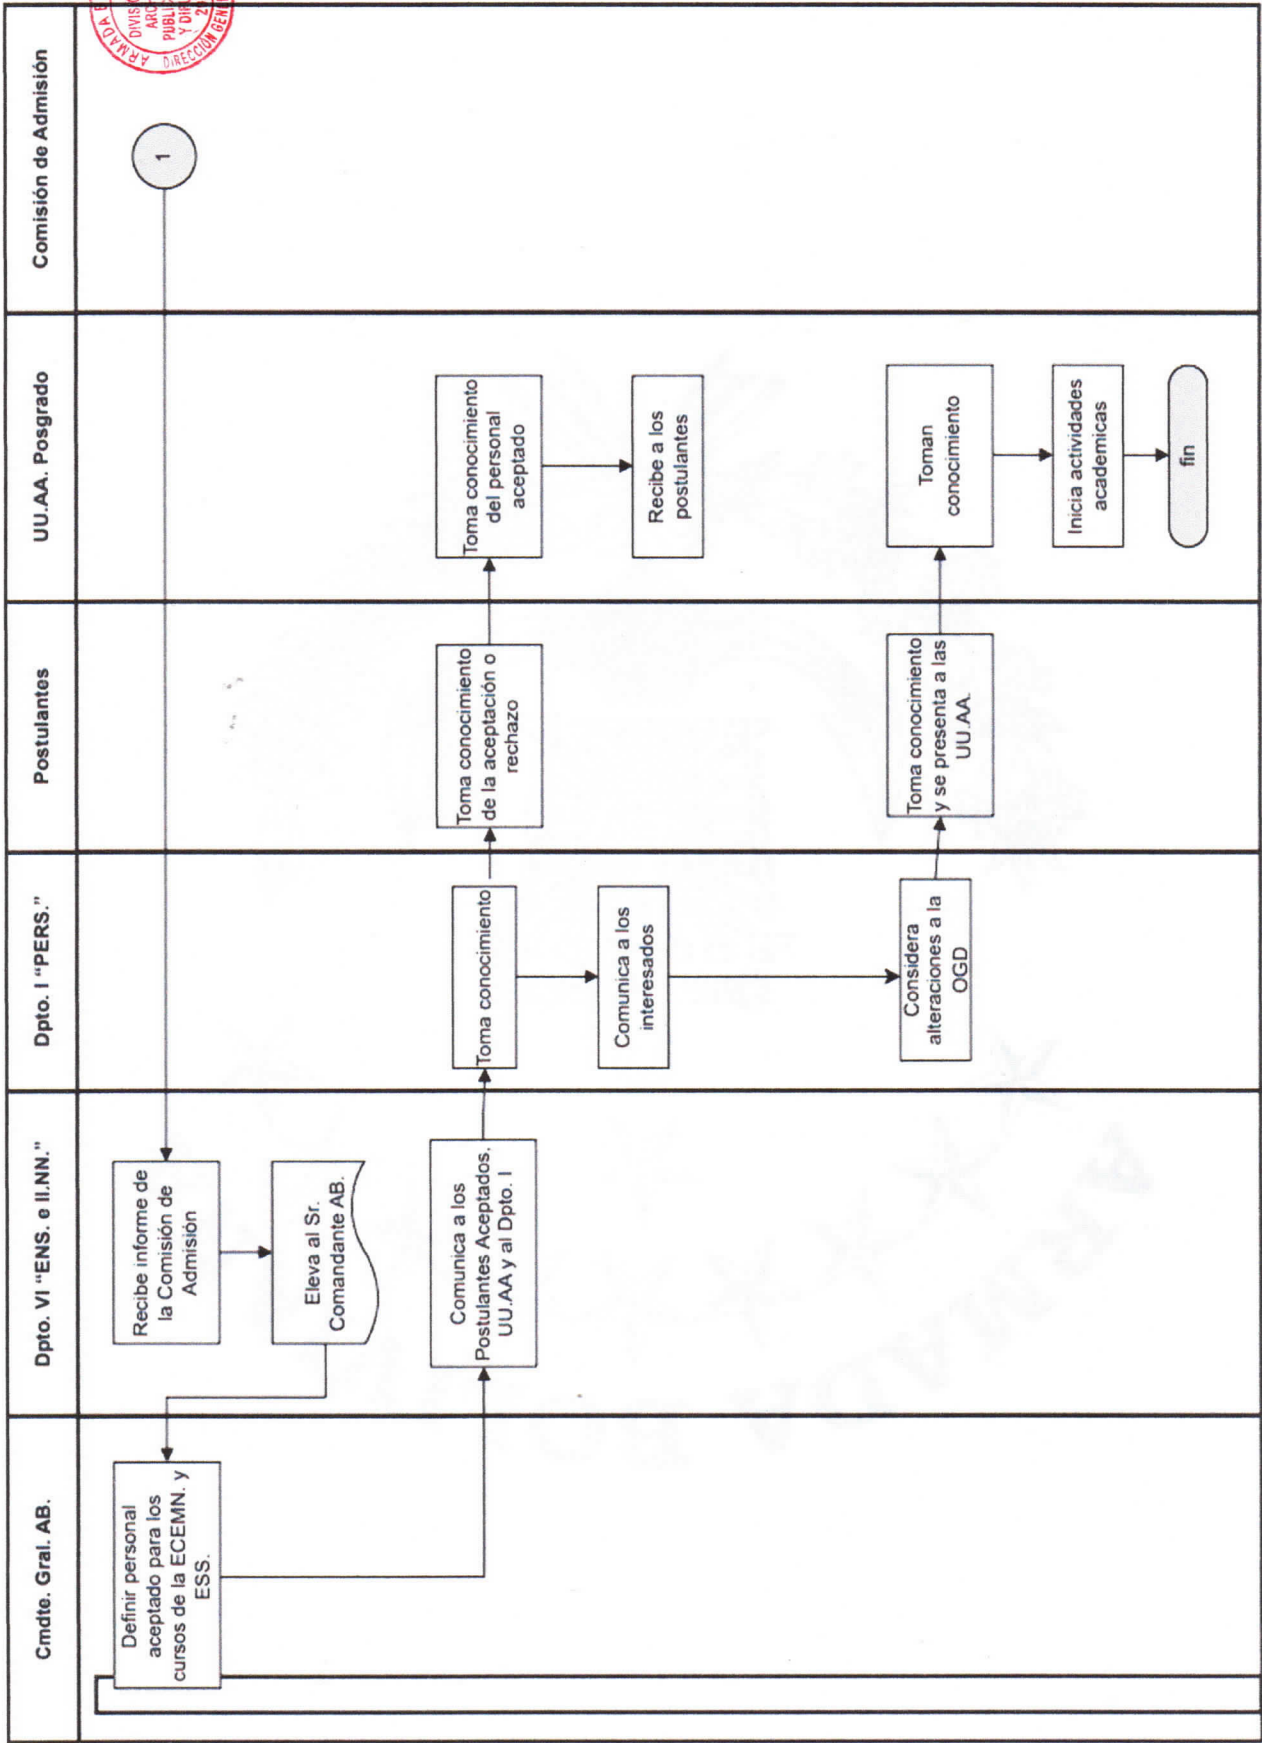 Cmdte. Gral. AB.
Dpto. VI “ENS. e II.NN.”
Dpto. I “PERS.”
Postulantes
UU.AA. Posgrado
Comisión de Admisión
ARMADA
DIRECCIÓN
PUBLIC
1
Recibe informe de
la Comisión de
Admisión
Eleva al Sr.
Comandante AB.
Definir personal
aceptado para los
cursos de la ECEMN. y
ESS.
Comunica a los
Postulantes Aceptados,
UU.AA y al Dpto. I
Toma conocimiento
Comunica a los
interesados
Considera
alteraciones a la
OGD
Toma conocimiento
de la aceptación o
rechazo
Toma conocimiento
y se presenta a las
UU.AA.
Toma conocimiento
del personal
aceptado
Recibe a los
postulantes
Toman
conocimiento
Inicia actividades
academicas
fin